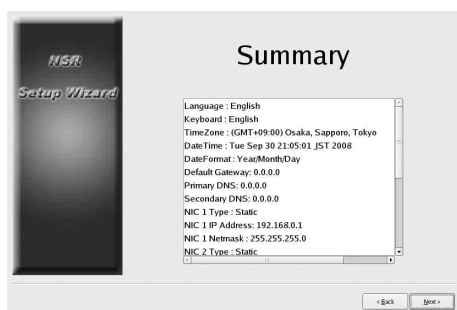 NSR
Setup Wizard
Summary
Language : English
Keyboard : English
TimeZone : (GMT+09:00) Osaka, Sapporo, Tokyo
DateTime : Tue Sep 30 21:05:01 JST 2008
DateFormat : Year/Month/Day
Default Gateway: 0.0.0.0
Primary DNS: 0.0.0.0
Secondary DNS: 0.0.0.0
NIC 1 Type : Static
NIC 1 IP Address: 192.168.0.1
NIC 1 Netmask : 255.255.255.0
NIC 2 Type : Static
< Back
Next >